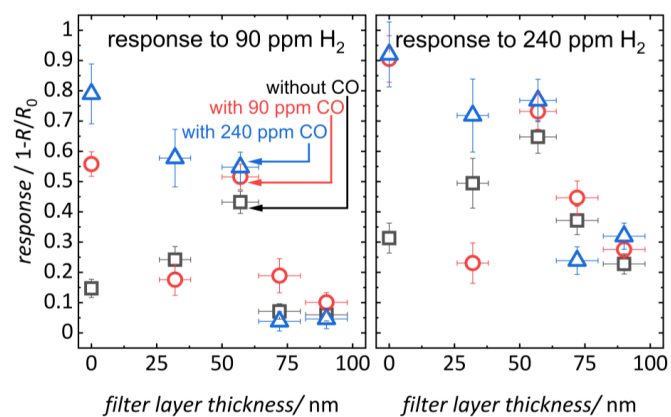 response to 90 ppm H2
response to 240 ppm H2
without CO
with 90 ppm CO
with 240 ppm CO
response / 1-R/R0
1
0.9
0.8
0.7
0.6
0.5
0.4
0.3
0.2
0.1
0
0 25 50 75 100
0 25 50 75 100
filter layer thickness/ nm
filter layer thickness/ nm